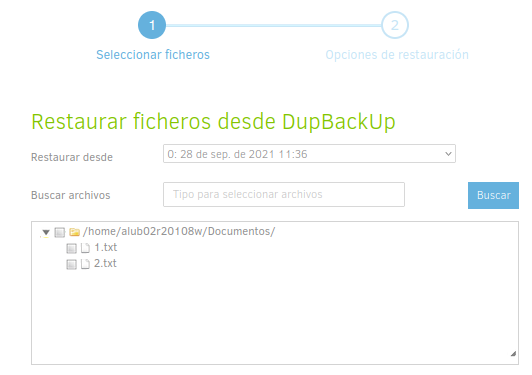 1
2
Seleccionar ficheros
Opciones de restauración
Restaurar ficheros desde DupBackUp
Restaurar desde
0: 28 de sep. de 2021 11:36
Buscar archivos
Tipo para seleccionar archivos
Buscar
/home/alub02r20108w/Documentos/
1.txt
2.txt